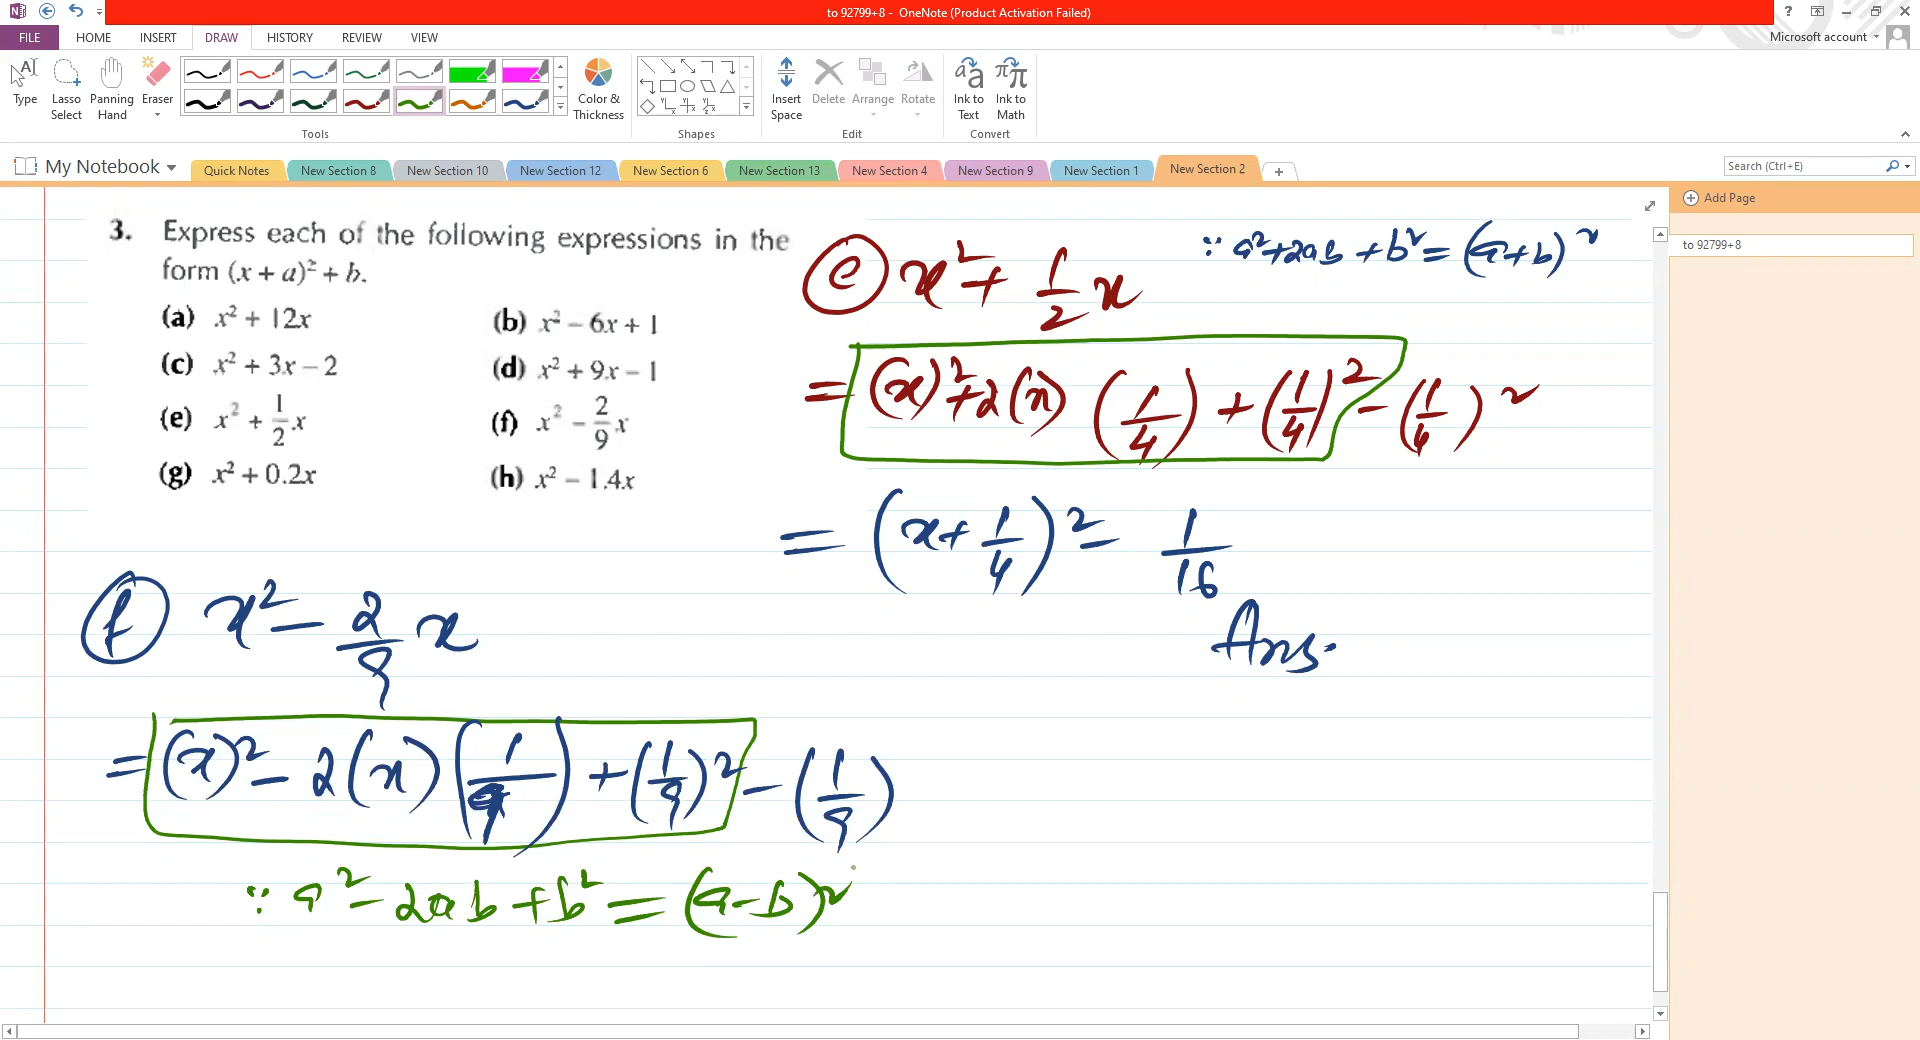 to 92799+8 - OneNote (Product Activation Failed)
FILE HOME INSERT DRAW HISTORY REVIEW VIEW
Microsoft account
Type Lasso Select Panning Hand Eraser
Color & Thickness
Insert Space Delete Arrange Rotate
Ink to Text Ink to Math
Tools Shapes Edit Convert
My Notebook Quick Notes New Section 8 New Section 10 New Section 12 New Section 6 New Section 13 New Section 4 New Section 9 New Section 1 New Section 2
Search (Ctrl+E)
Add Page
to 92799+8
3. Express each of the following expressions in the
form (x + a)² + b.
(a) x² + 12x (b) x² − 6x + 1
(c) x² + 3x − 2 (d) x² + 9x − 1
(e) x² + 1/2 x (f) x² − 2/9 x
(g) x² + 0.2x (h) x² − 1.4x
∵ a²+2ab+b² = (a+b)²
(e) x² + 1/2 x
= (x)²+2(x)(1/4)+(1/4)²−(1/4)²
= (x+1/4)² − 1/16
Ans.
(f) x² − 2/9 x
= (x)² − 2(x)(1/9) + (1/9)² − (1/9)
∵ a² − 2ab + b² = (a−b)²